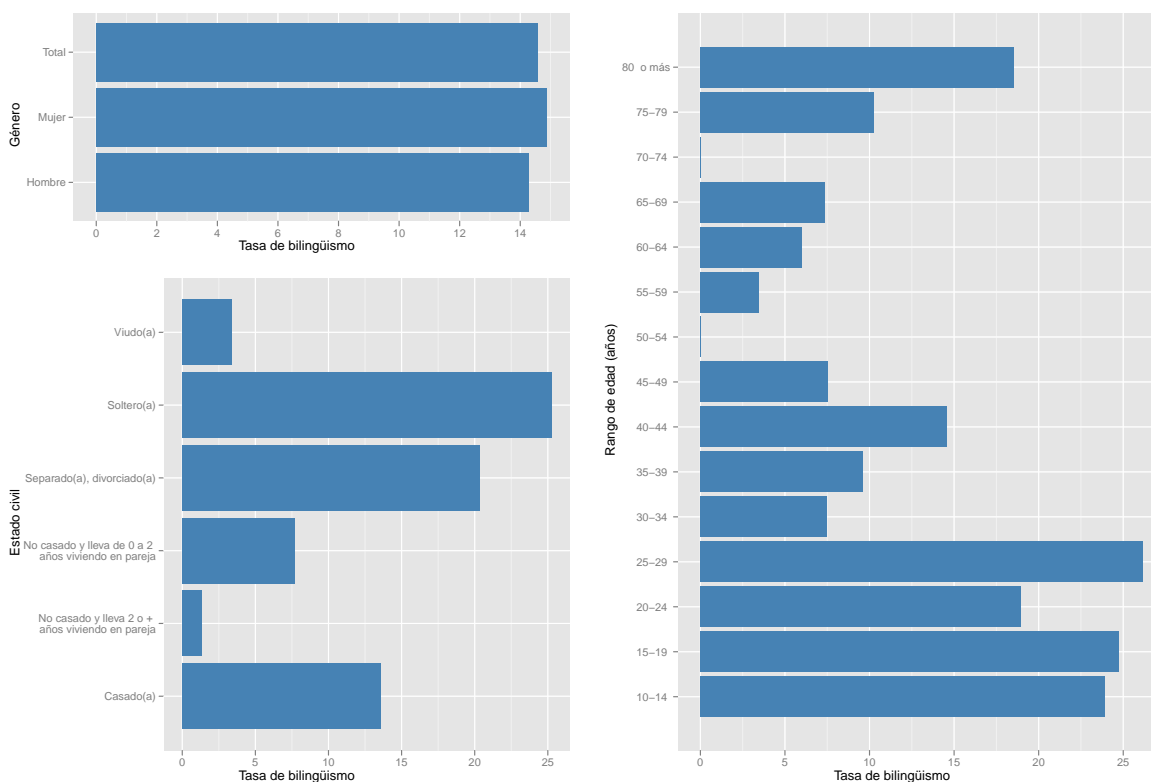 Género
Total
Mujer
Hombre
0 2 4 6 8 10 12 14
Tasa de bilingüismo
Estado civil
Viudo(a)
Soltero(a)
Separado(a), divorciado(a)
No casado y lleva de 0 a 2
años viviendo en pareja
No casado y lleva 2 o +
años viviendo en pareja
Casado(a)
0 5 10 15 20 25
Tasa de bilingüismo
Rango de edad (años)
80 o más
75−79
70−74
65−69
60−64
55−59
50−54
45−49
40−44
35−39
30−34
25−29
20−24
15−19
10−14
0 5 10 15 20 25
Tasa de bilingüismo